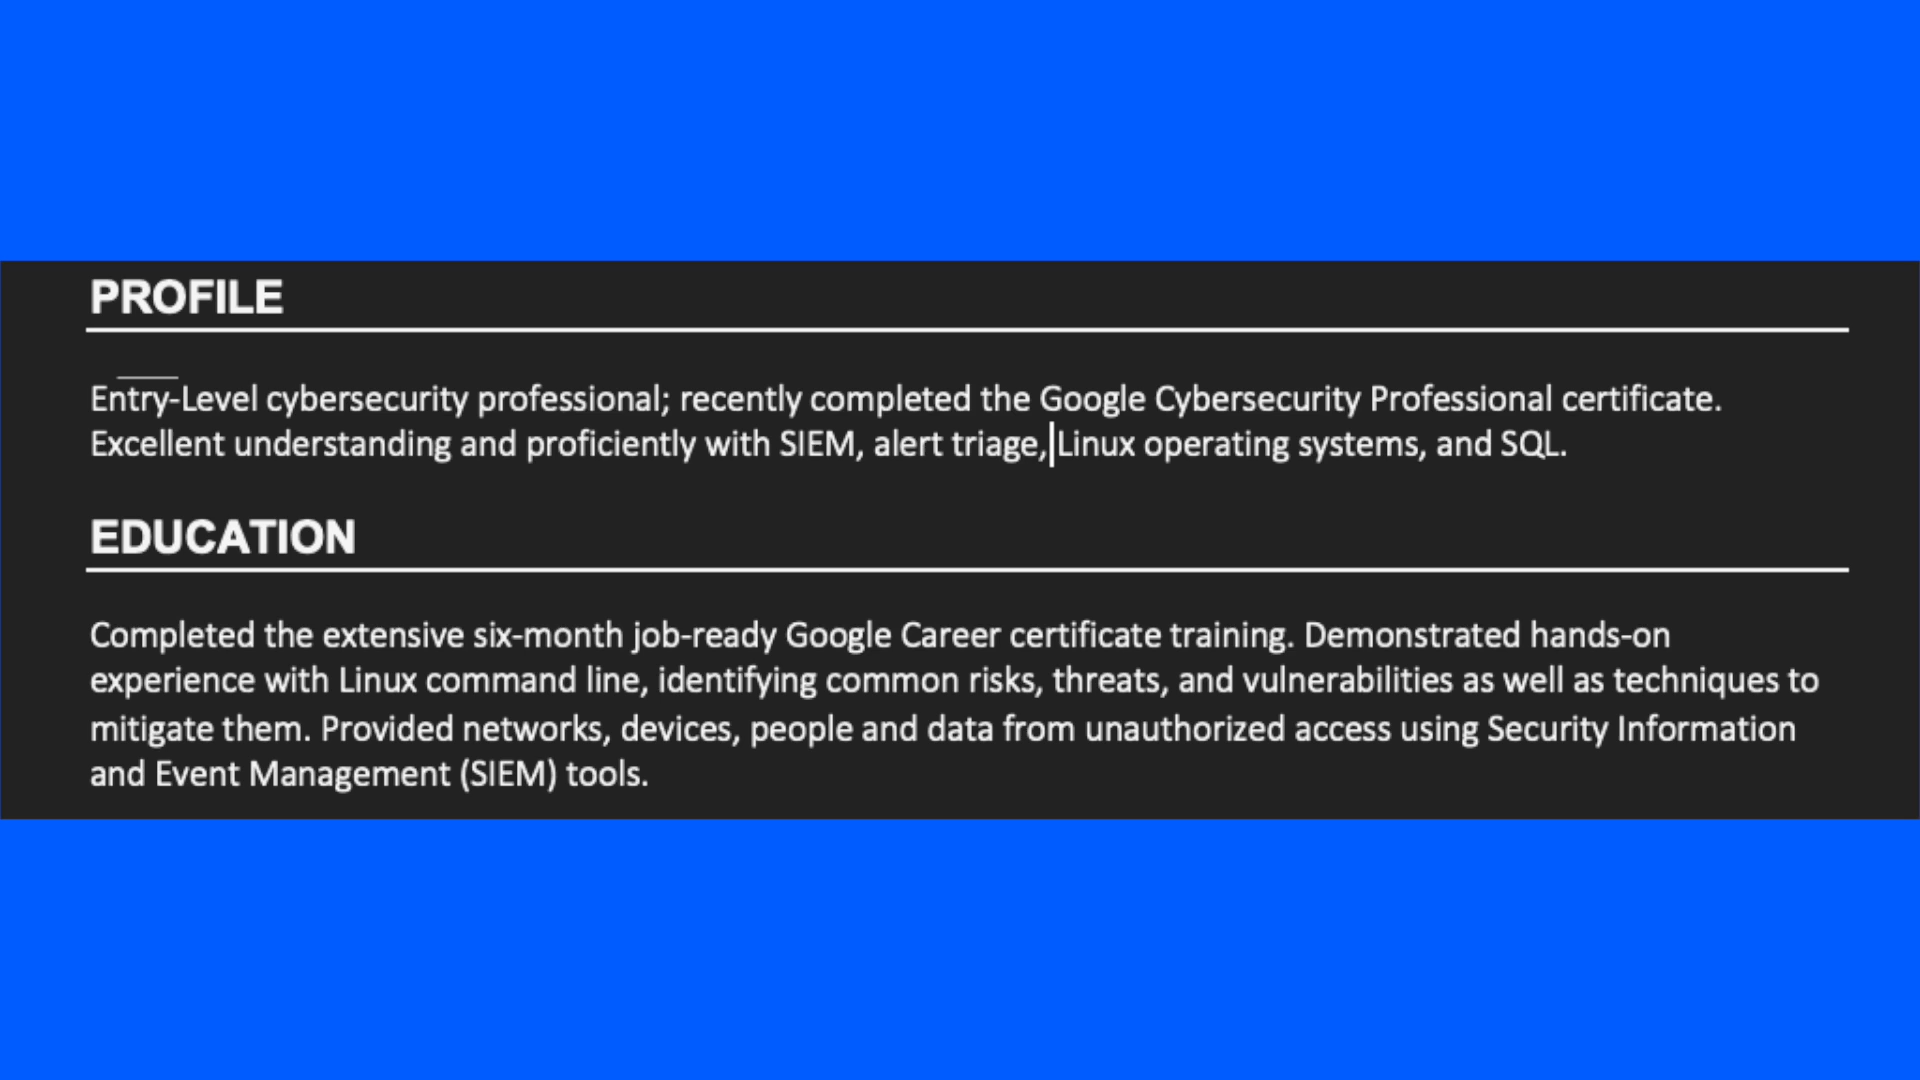 PROFILE
Entry-Level cybersecurity professional; recently completed the Google Cybersecurity Professional certificate.
Excellent understanding and proficiently with SIEM, alert triage, Linux operating systems, and SQL.
EDUCATION
Completed the extensive six-month job-ready Google Career certificate training. Demonstrated hands-on
experience with Linux command line, identifying common risks, threats, and vulnerabilities as well as techniques to
mitigate them. Provided networks, devices, people and data from unauthorized access using Security Information
and Event Management (SIEM) tools.